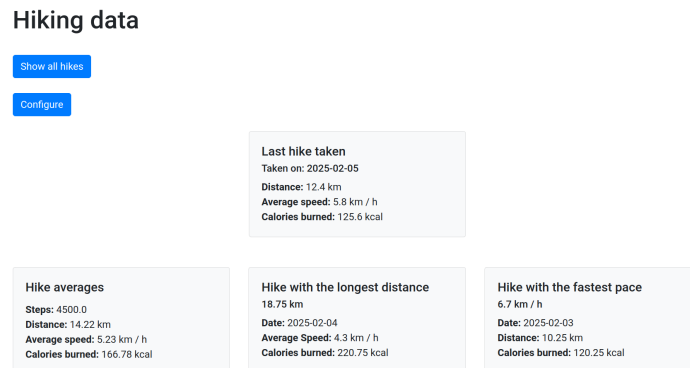 Hiking data
Show all hikes
Configure
Last hike taken
Taken on: 2025-02-05
Distance: 12.4 km
Average speed: 5.8 km / h
Calories burned: 125.6 kcal
Hike averages
Steps: 4500.0
Distance: 14.22 km
Average speed: 5.23 km / h
Calories burned: 166.78 kcal
Hike with the longest distance
18.75 km
Date: 2025-02-04
Average Speed: 4.3 km / h
Calories burned: 220.75 kcal
Hike with the fastest pace
6.7 km / h
Date: 2025-02-03
Distance: 10.25 km
Calories burned: 120.25 kcal